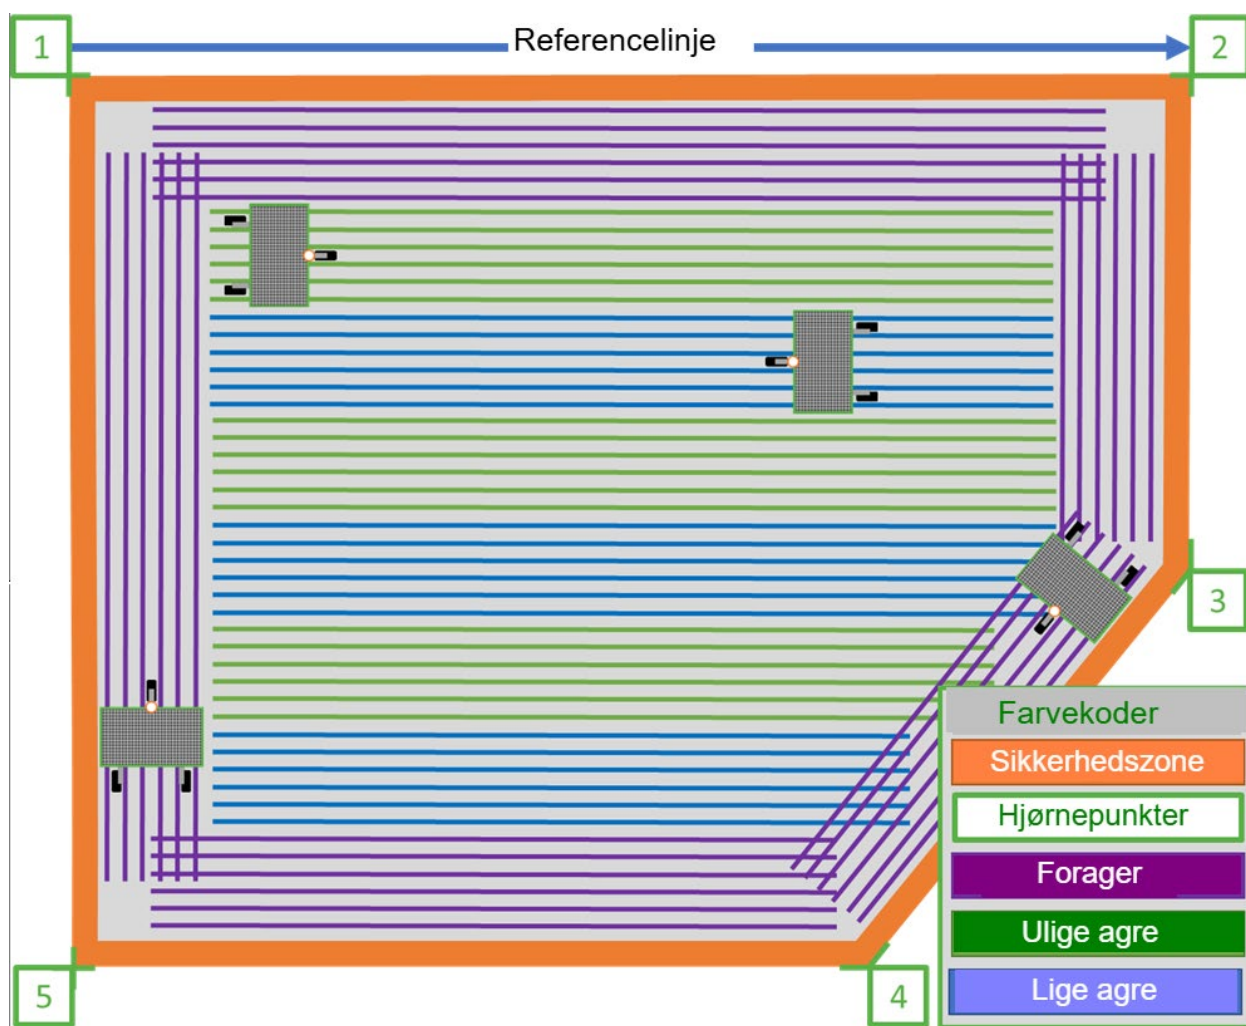 1
Referencelinje
2
3
Farvekoder
Sikkerhedszone
Hjørnepunkter
Forager
Ulige agre
Lige agre
5
4